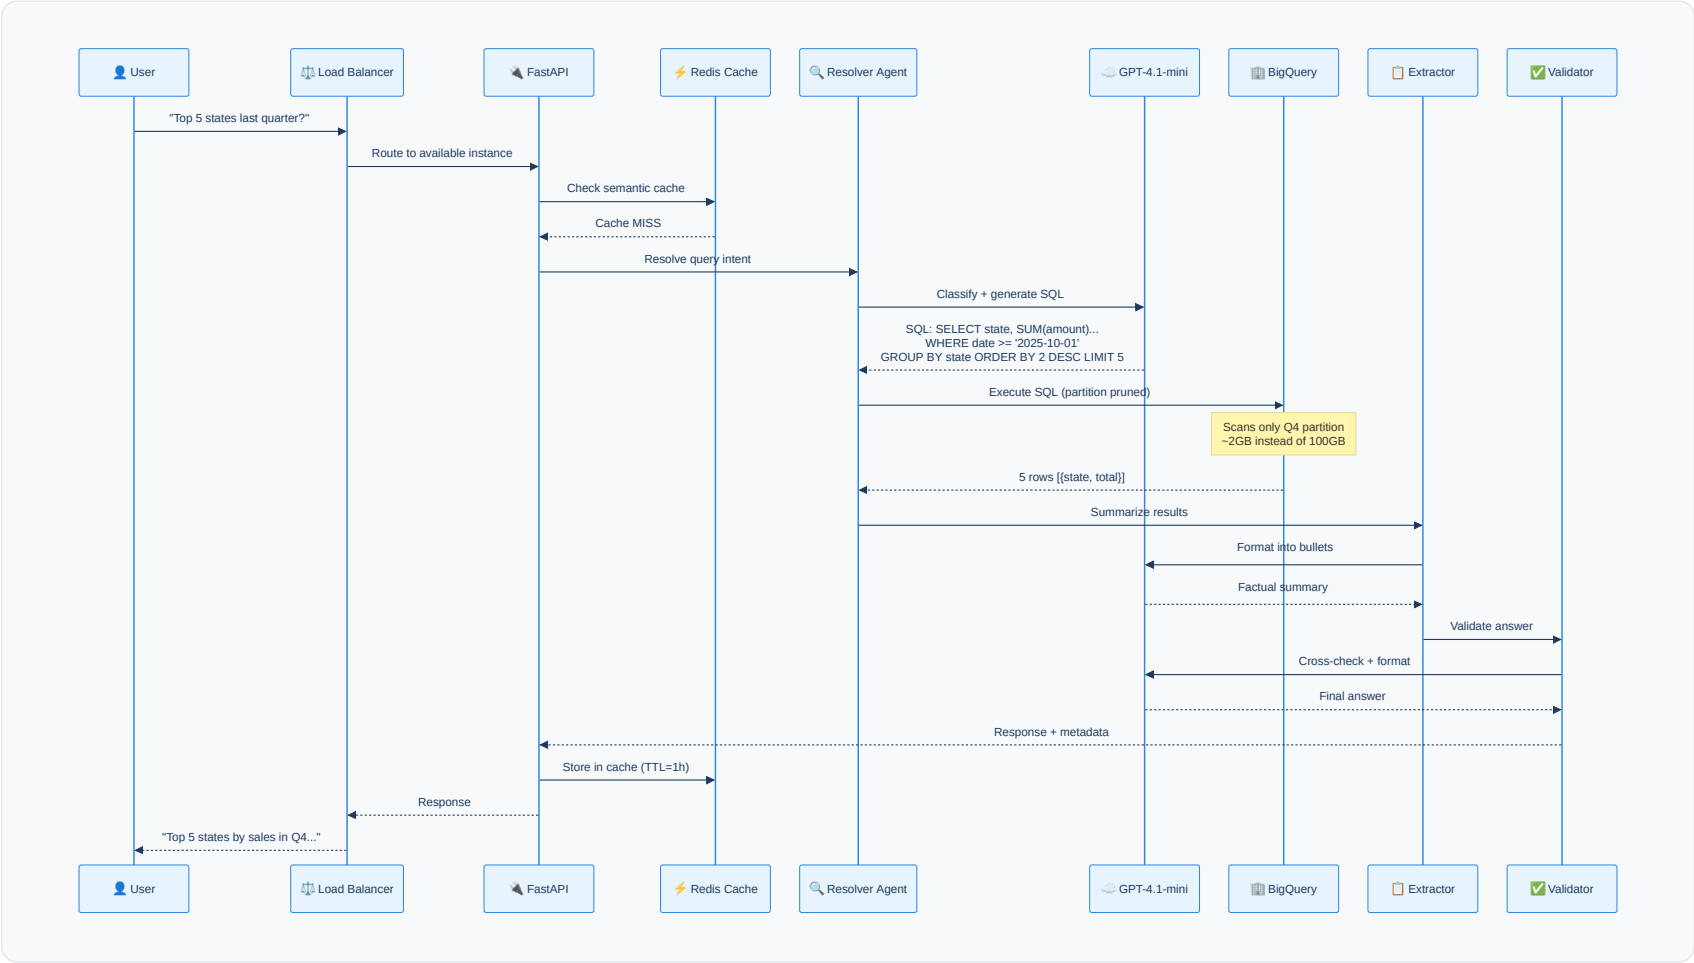 👤 User
⚖️ Load Balancer
🔌 FastAPI
⚡ Redis Cache
🔍 Resolver Agent
☁️ GPT-4.1-mini
🏢 BigQuery
📋 Extractor
✅ Validator
"Top 5 states last quarter?"
Route to available instance
Check semantic cache
Cache MISS
Resolve query intent
Classify + generate SQL
SQL: SELECT state, SUM(amount)...
WHERE date >= '2025-10-01'
GROUP BY state ORDER BY 2 DESC LIMIT 5
Execute SQL (partition pruned)
Scans only Q4 partition
~2GB instead of 100GB
5 rows [{state, total}]
Summarize results
Format into bullets
Factual summary
Validate answer
Cross-check + format
Final answer
Response + metadata
Store in cache (TTL=1h)
Response
"Top 5 states by sales in Q4..."
👤 User
⚖️ Load Balancer
🔌 FastAPI
⚡ Redis Cache
🔍 Resolver Agent
☁️ GPT-4.1-mini
🏢 BigQuery
📋 Extractor
✅ Validator